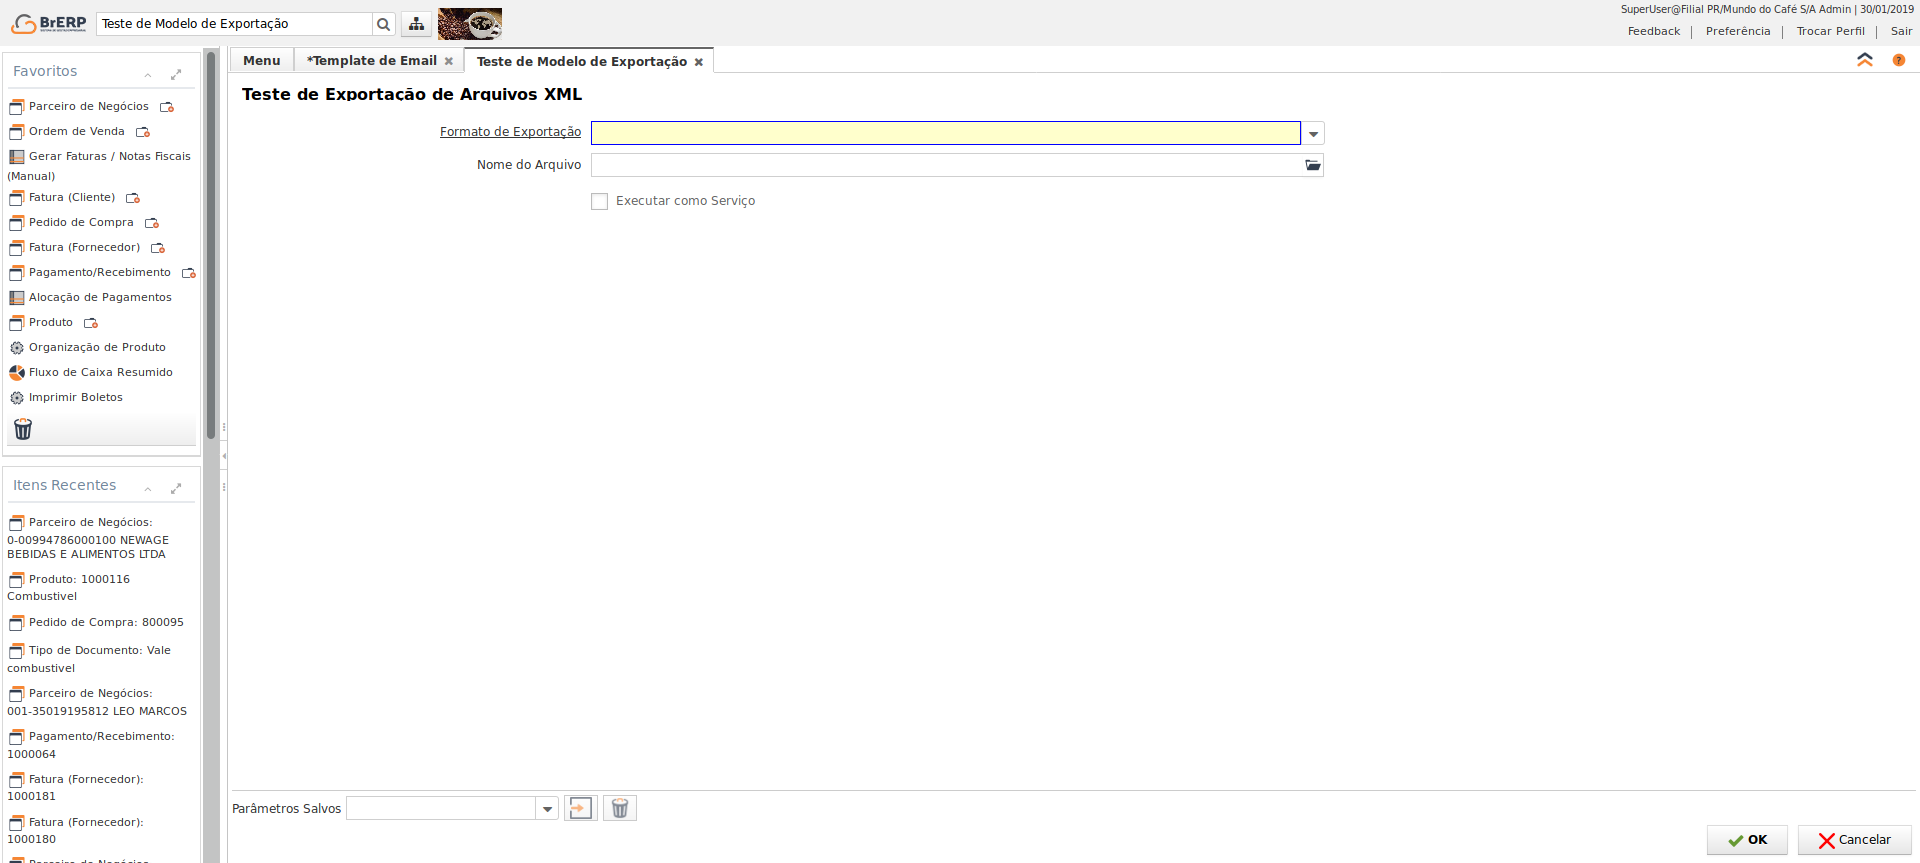 BrERP
Teste de Modelo de Exportação
SuperUser@Filial PR/Mundo do Café S/A Admin | 30/01/2019
Feedback | Preferência | Trocar Perfil | Sair
Favoritos
Parceiro de Negócios
Ordem de Venda
Gerar Faturas / Notas Fiscais
(Manual)
Fatura (Cliente)
Pedido de Compra
Fatura (Fornecedor)
Pagamento/Recebimento
Alocação de Pagamentos
Produto
Organização de Produto
Fluxo de Caixa Resumido
Imprimir Boletos
Itens Recentes
Parceiro de Negócios:
0-00994786000100 NEWAGE
BEBIDAS E ALIMENTOS LTDA
Produto: 1000116
Combustivel
Pedido de Compra: 800095
Tipo de Documento: Vale
combustivel
Parceiro de Negócios:
001-35019195812 LEO MARCOS
Pagamento/Recebimento:
1000064
Fatura (Fornecedor):
1000181
Fatura (Fornecedor):
1000180
Parceiro de Negócios
Menu
*Template de Email
Teste de Modelo de Exportação
Teste de Exportação de Arquivos XML
Formato de Exportação
Nome do Arquivo
Executar como Serviço
Parâmetros Salvos
OK
Cancelar